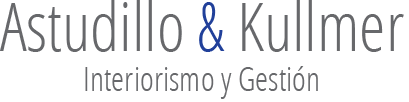 Astudillo & Kullmer
Interiorismo y Gestión